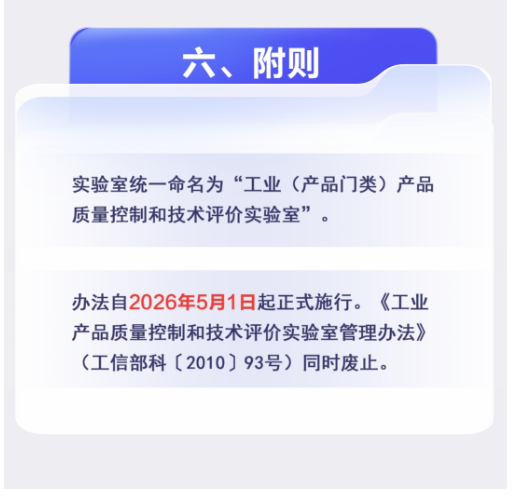 六、附则
实验室统一命名为“工业（产品门类）产品
质量控制和技术评价实验室”。
办法自2026年5月1日起正式施行。《工业
产品质量控制和技术评价实验室管理办法》
（工信部科〔2010〕93号）同时废止。